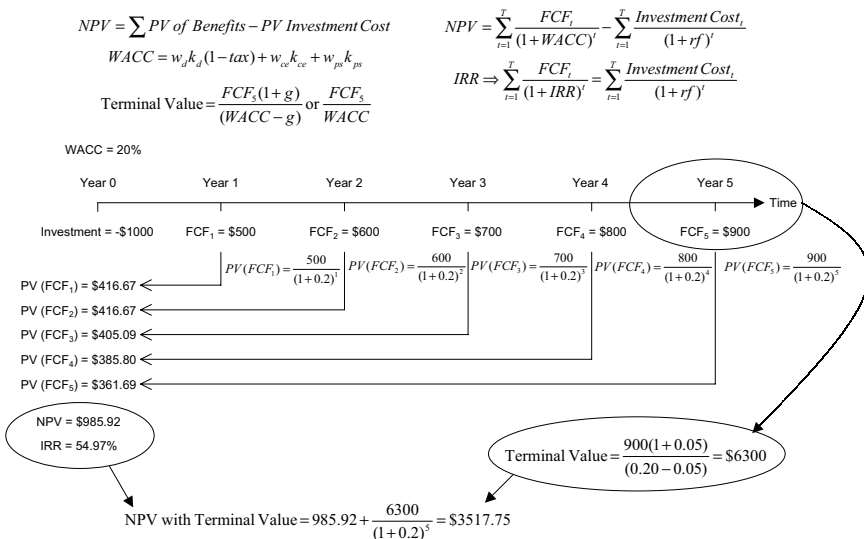 NPV = ∑ PV of Benefits − PV Investment Cost
WACC = w_d k_d (1 − tax) + w_ce k_ce + w_ps k_ps
Terminal Value = FCF_5(1 + g) / (WACC − g) or FCF_5 / WACC
NPV = ∑_{t=1}^{T} FCF_t / (1 + WACC)^t − ∑_{t=1}^{T} Investment Cost_t / (1 + rf)^t
IRR ⇒ ∑_{t=1}^{T} FCF_t / (1 + IRR)^t = ∑_{t=1}^{T} Investment Cost_t / (1 + rf)^t
WACC = 20%
Year 0 Year 1 Year 2 Year 3 Year 4 Year 5
Time
Investment = -$1000 FCF_1 = $500 FCF_2 = $600 FCF_3 = $700 FCF_4 = $800 FCF_5 = $900
PV(FCF_1) = 500 / (1 + 0.2)^1 PV(FCF_2) = 600 / (1 + 0.2)^2 PV(FCF_3) = 700 / (1 + 0.2)^3 PV(FCF_4) = 800 / (1 + 0.2)^4 PV(FCF_5) = 900 / (1 + 0.2)^5
PV (FCF_1) = $416.67
PV (FCF_2) = $416.67
PV (FCF_3) = $405.09
PV (FCF_4) = $385.80
PV (FCF_5) = $361.69
NPV = $985.92
IRR = 54.97%
Terminal Value = 900(1 + 0.05) / (0.20 − 0.05) = $6300
NPV with Terminal Value = 985.92 + 6300 / (1 + 0.2)^5 = $3517.75